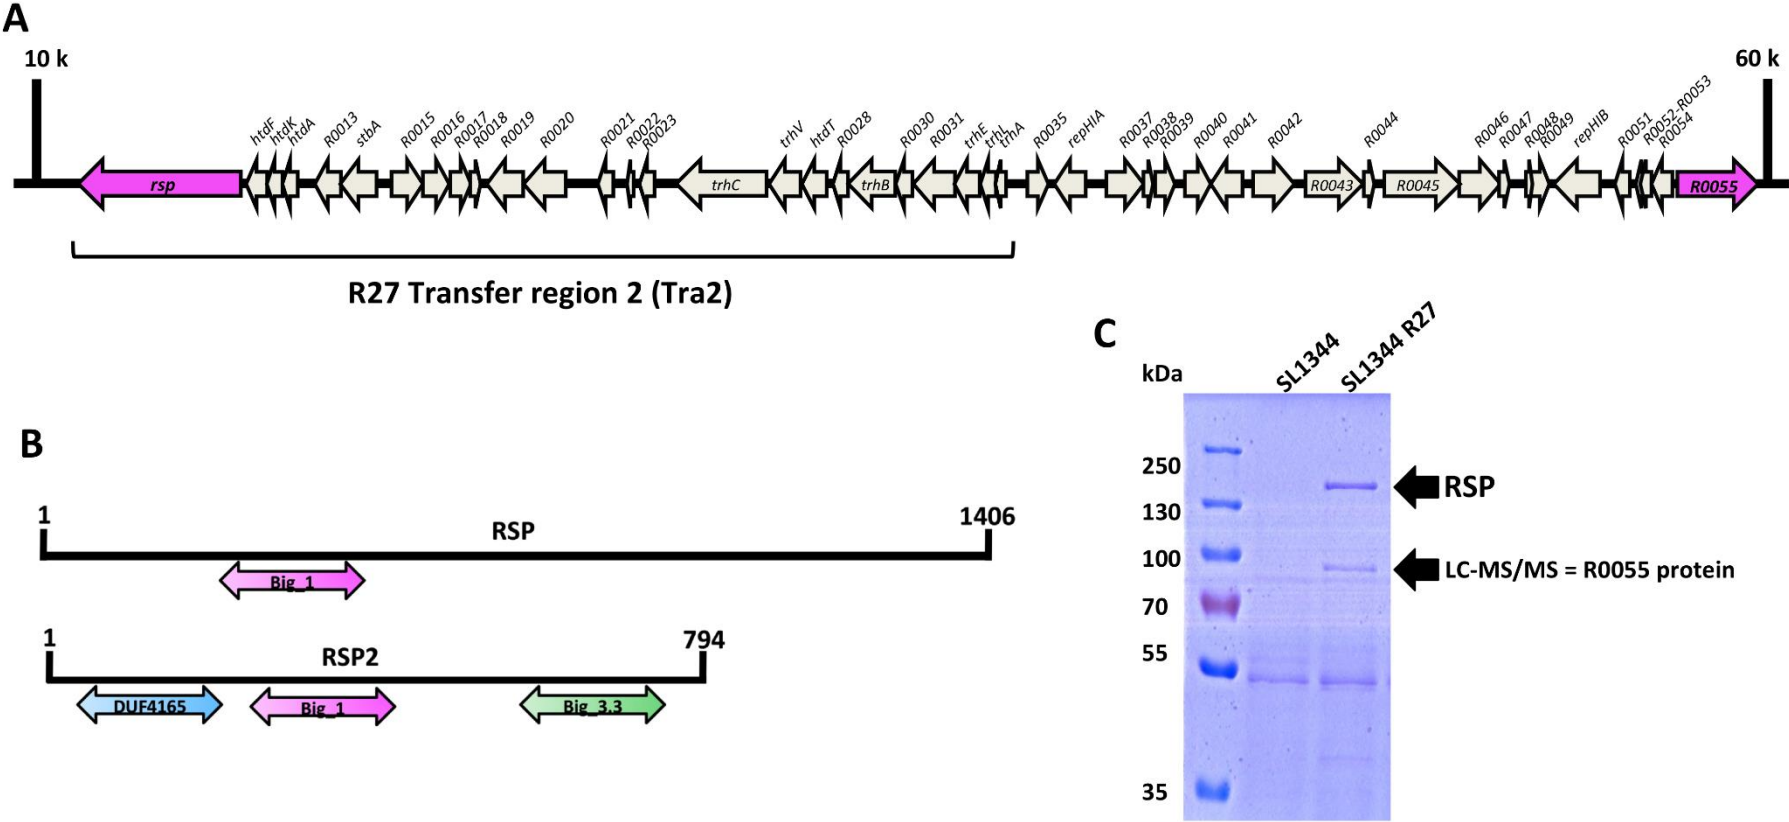 A
10 k
60 k
htdF
htdK
htdA
R0013
stbA
R0015
R0016
R0017
R0018
R0019
R0020
R0021
R0022
R0023
trhV
htdT
R0028
R0030
R0031
trhE
trhL
trhA
R0035
repHIA
R0037
R0038
R0039
R0040
R0041
R0042
R0044
R0046
R0047
R0048
R0049
repHIB
R0051
R0052-R0053
R0054
rsp
trhC
trhB
R0043
R0045
R0055
R27 Transfer region 2 (Tra2)
B
1
RSP
1406
Big_1
1
RSP2
794
DUF4165
Big_1
Big_3.3
C
kDa
SL1344
SL1344 R27
250
130
100
70
55
35
RSP
LC-MS/MS = R0055 protein